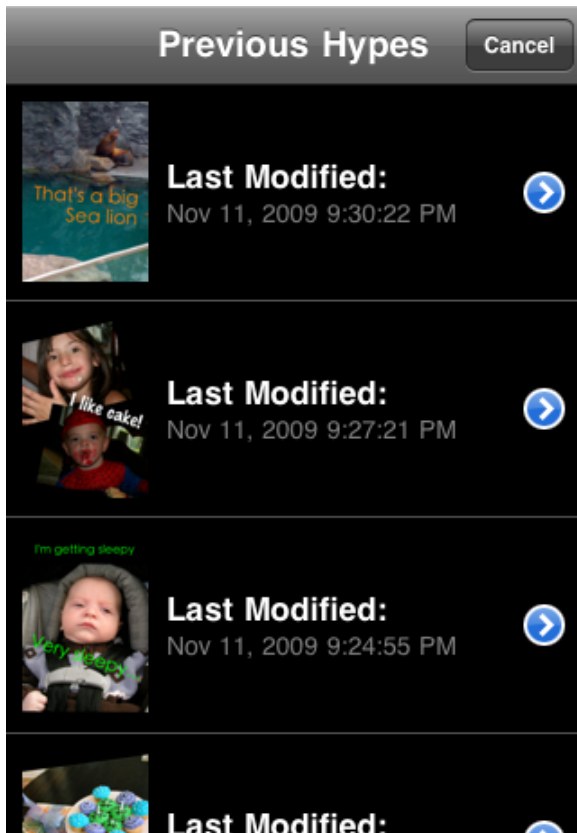 Previous Hypes
Cancel
That's a big
Sea lion
Last Modified:
Nov 11, 2009 9:30:22 PM
I like cake!
Last Modified:
Nov 11, 2009 9:27:21 PM
I'm getting sleepy
Very sleepy...
Last Modified:
Nov 11, 2009 9:24:55 PM
Last Modified: